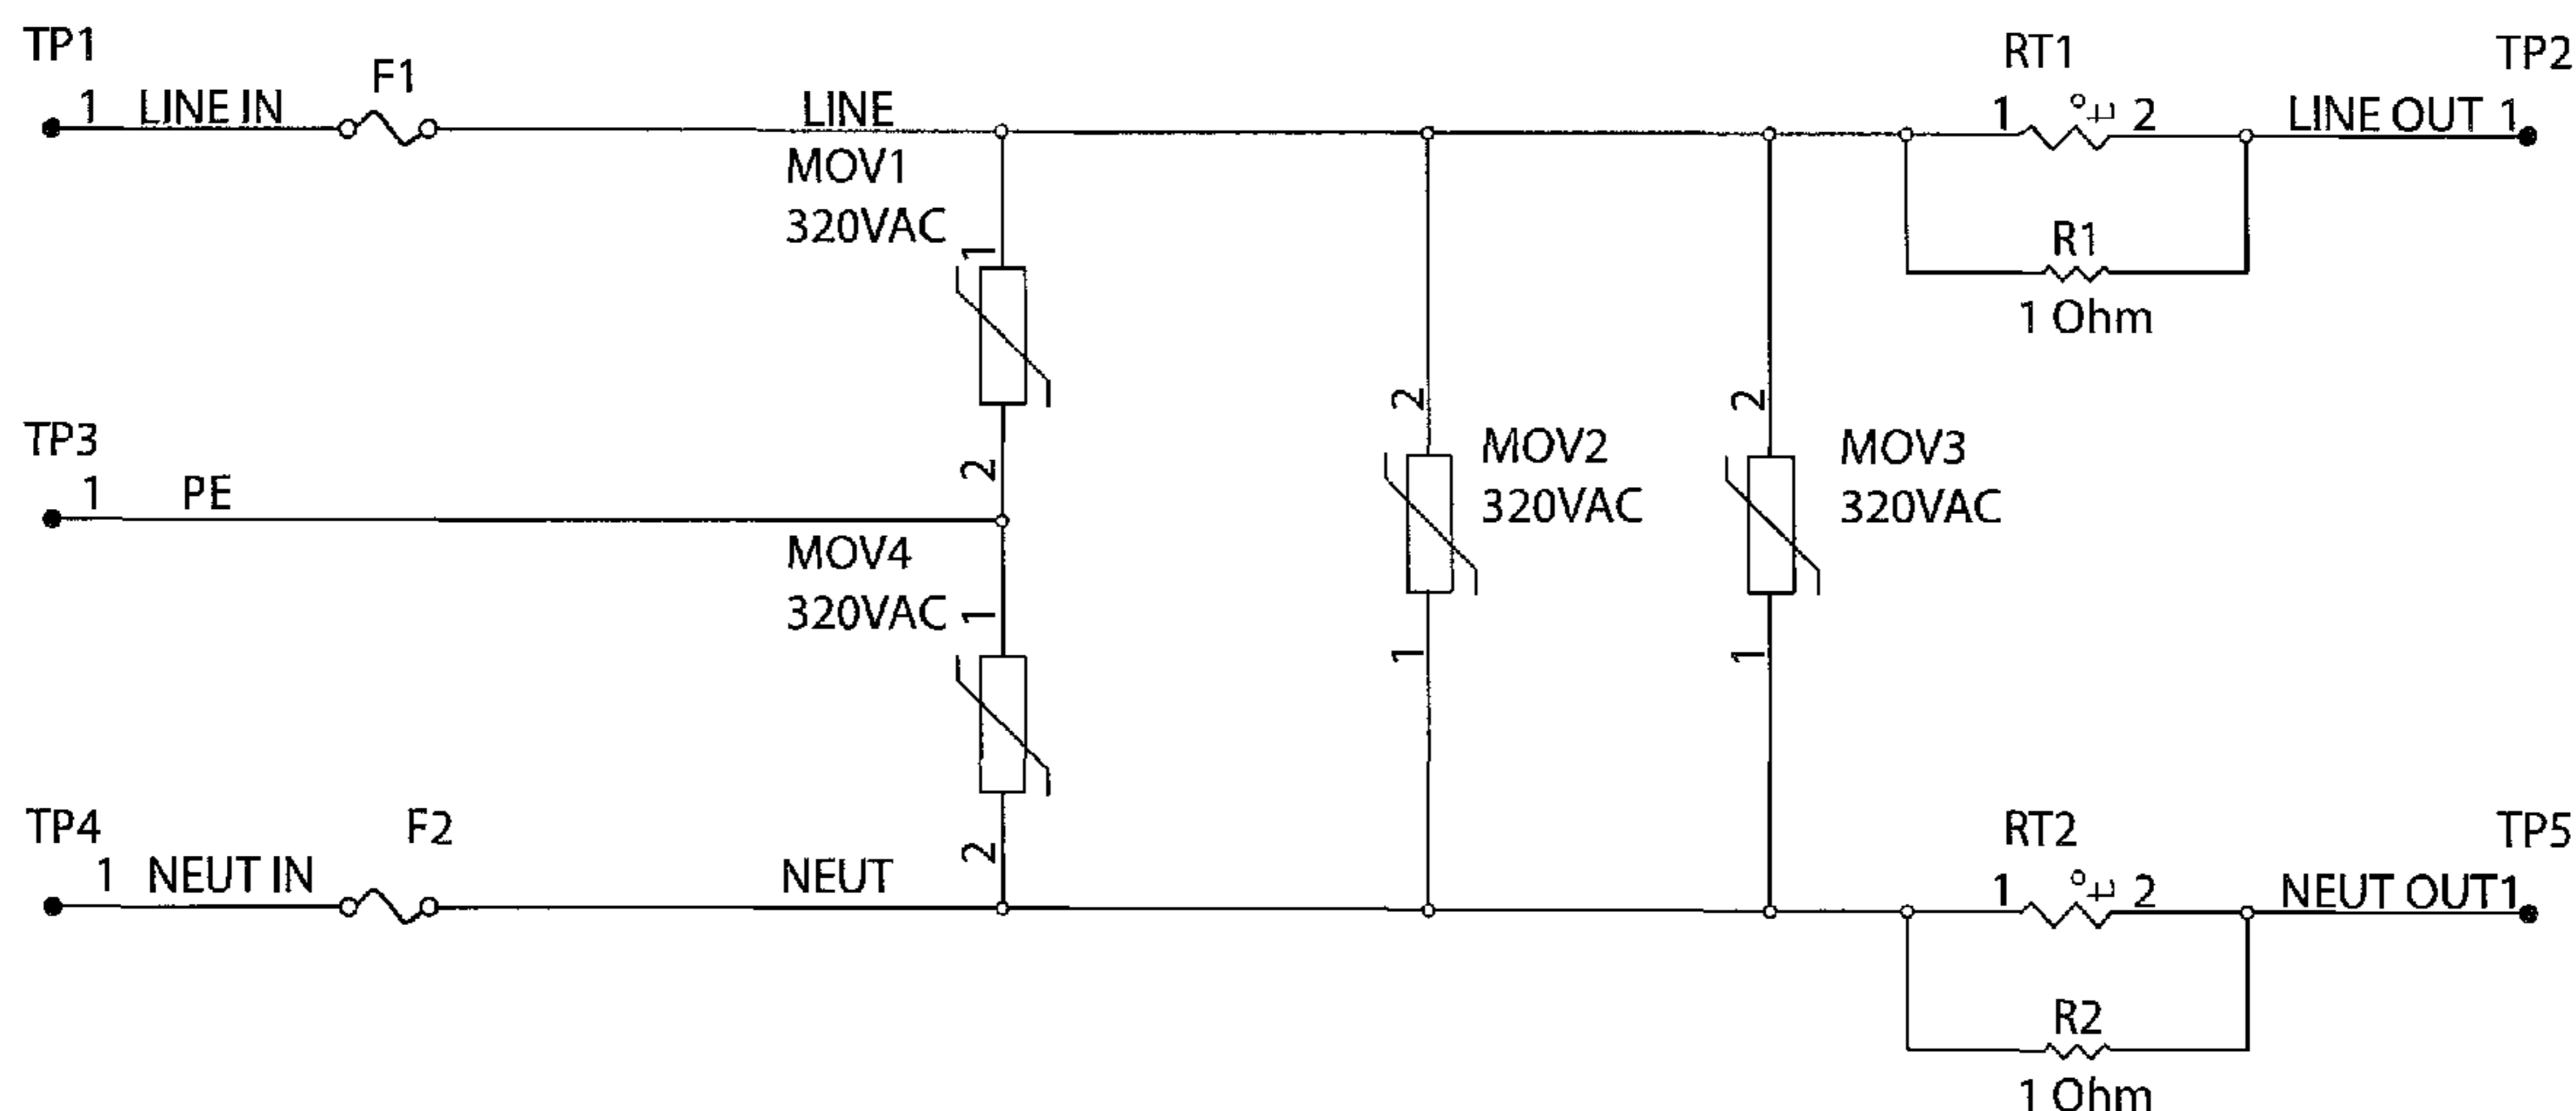 TP1
1 LINE IN
F1
LINE
MOV1
320VAC
1
2
RT1
1 °t 2
LINE OUT 1
TP2
R1
1 Ohm
TP3
1 PE
2
MOV2
320VAC
1
2
MOV3
320VAC
1
MOV4
320VAC
1
2
TP4
1 NEUT IN
F2
NEUT
RT2
1 °t 2
NEUT OUT 1
TP5
R2
1 Ohm